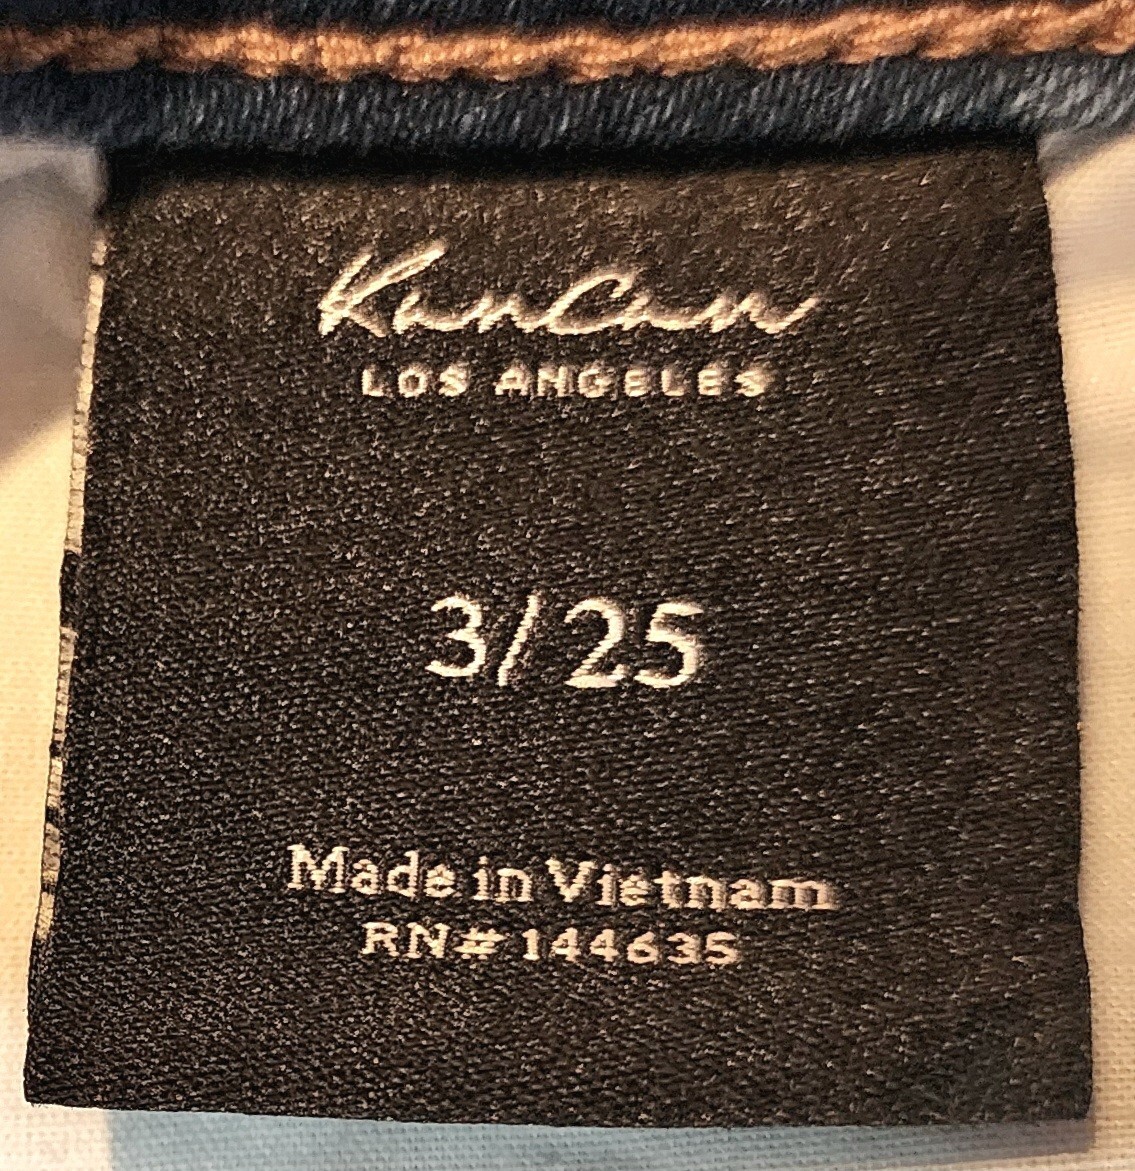 KanCan
LOS ANGELES
3/25
Made in Vietnam
RN# 144635